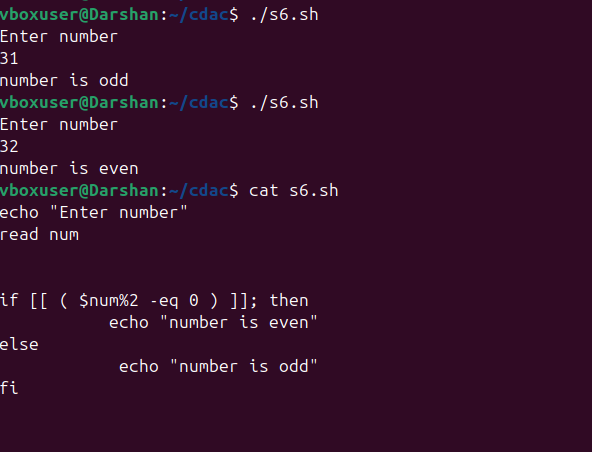 vboxuser@Darshan:~/cdac$ ./s6.sh
Enter number
31
number is odd
vboxuser@Darshan:~/cdac$ ./s6.sh
Enter number
32
number is even
vboxuser@Darshan:~/cdac$ cat s6.sh
echo "Enter number"
read num
if [[ ( $num%2 -eq 0 ) ]]; then
echo "number is even"
else
echo "number is odd"
fi